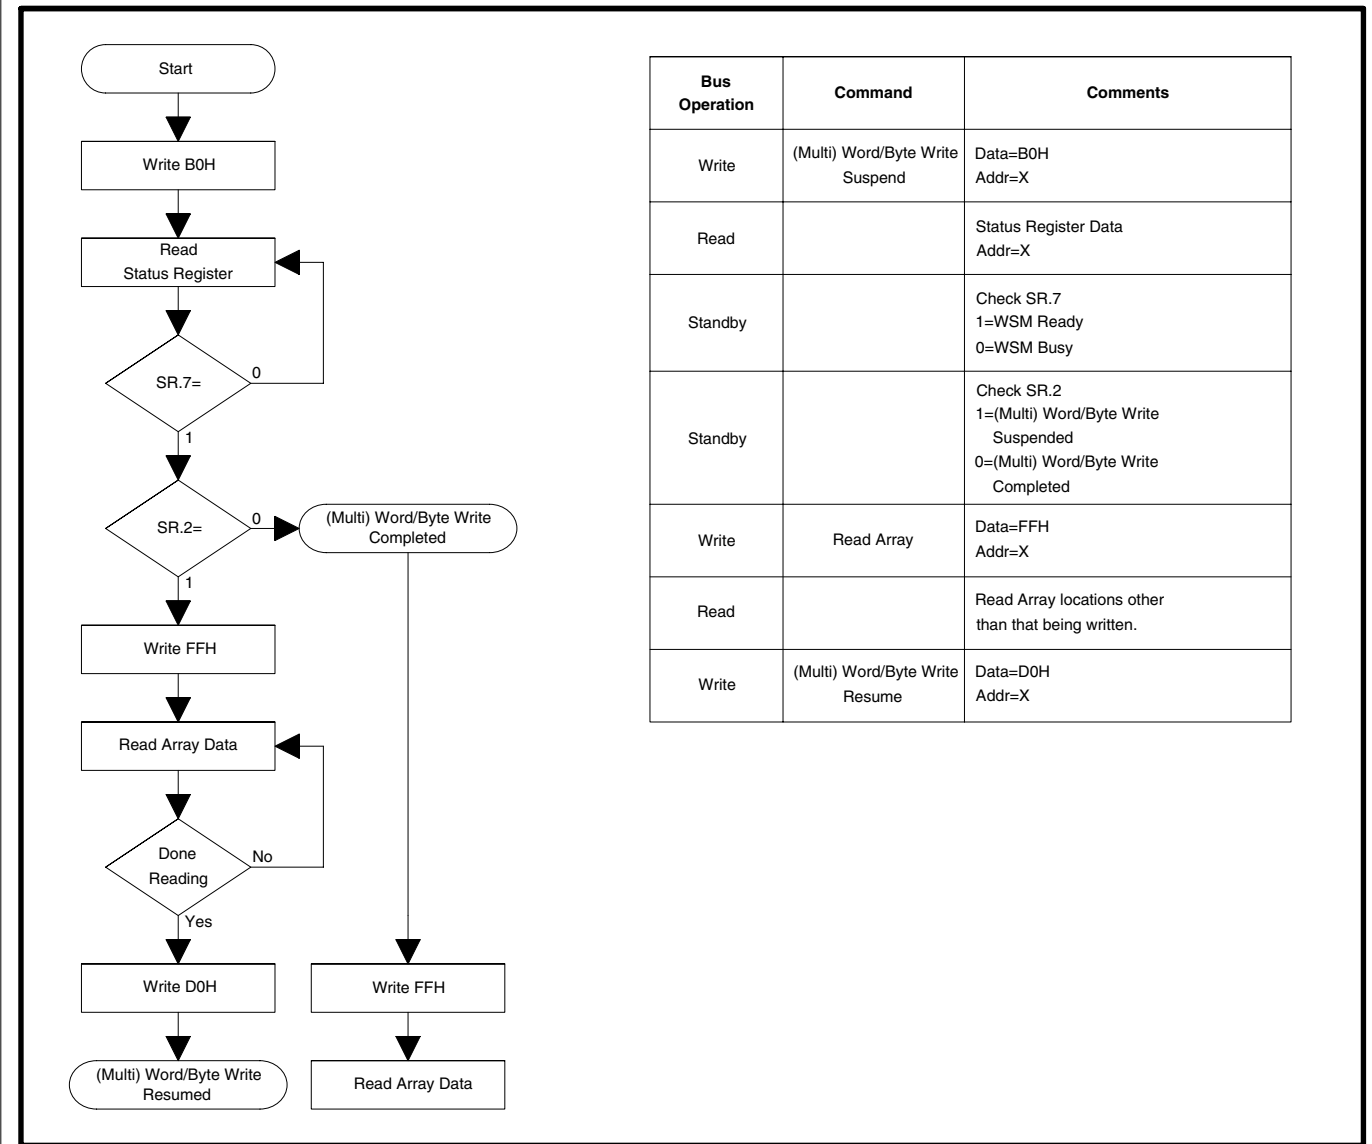 Start
Write B0H
Read
Status Register
SR.7=
0
1
SR.2=
0
(Multi) Word/Byte Write
Completed
1
Write FFH
Read Array Data
Done
Reading
No
Yes
Write D0H
(Multi) Word/Byte Write
Resumed
Write FFH
Read Array Data
Bus
Operation
Command
Comments
Write
(Multi) Word/Byte Write
Suspend
Data=B0H
Addr=X
Read
Status Register Data
Addr=X
Standby
Check SR.7
1=WSM Ready
0=WSM Busy
Standby
Check SR.2
1=(Multi) Word/Byte Write
Suspended
0=(Multi) Word/Byte Write
Completed
Write
Read Array
Data=FFH
Addr=X
Read
Read Array locations other
than that being written.
Write
(Multi) Word/Byte Write
Resume
Data=D0H
Addr=X